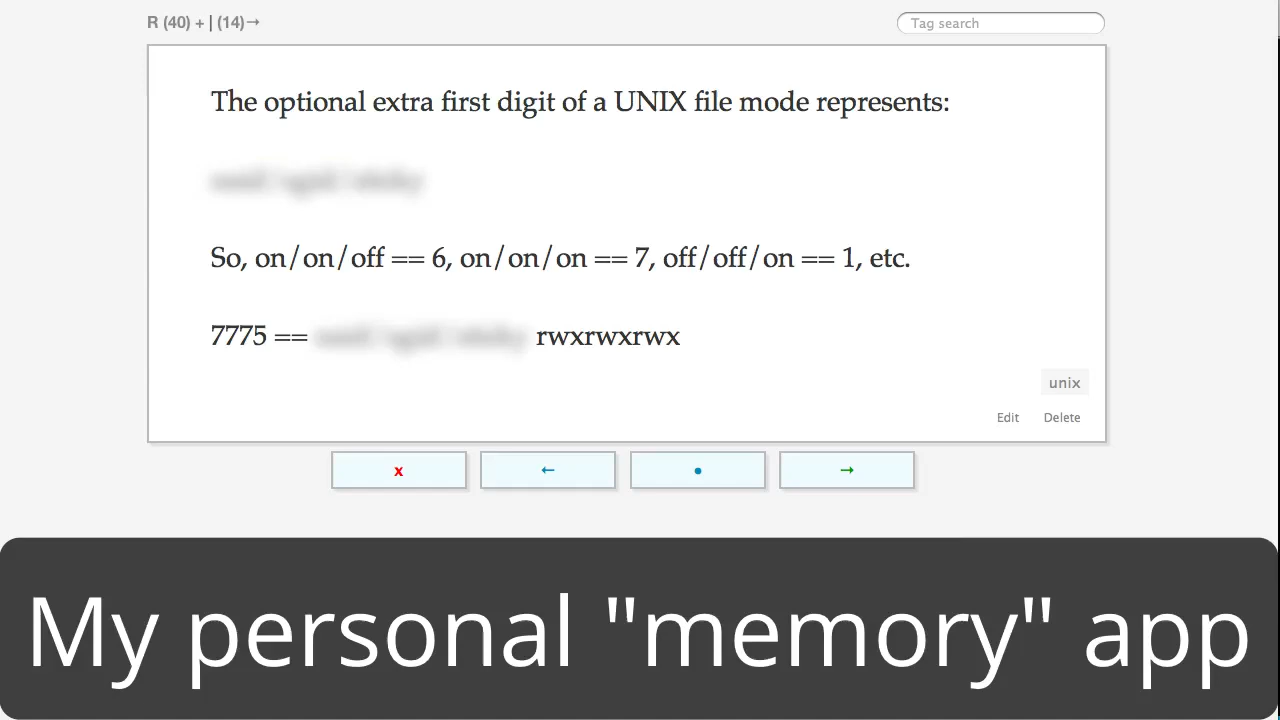 R (40) + | (14)→
Tag search
The optional extra first digit of a UNIX file mode represents:
So, on/on/off == 6, on/on/on == 7, off/off/on == 1, etc.
7775 == rwxrwxrwx
unix
Edit Delete
x ← • →
My personal "memory" app